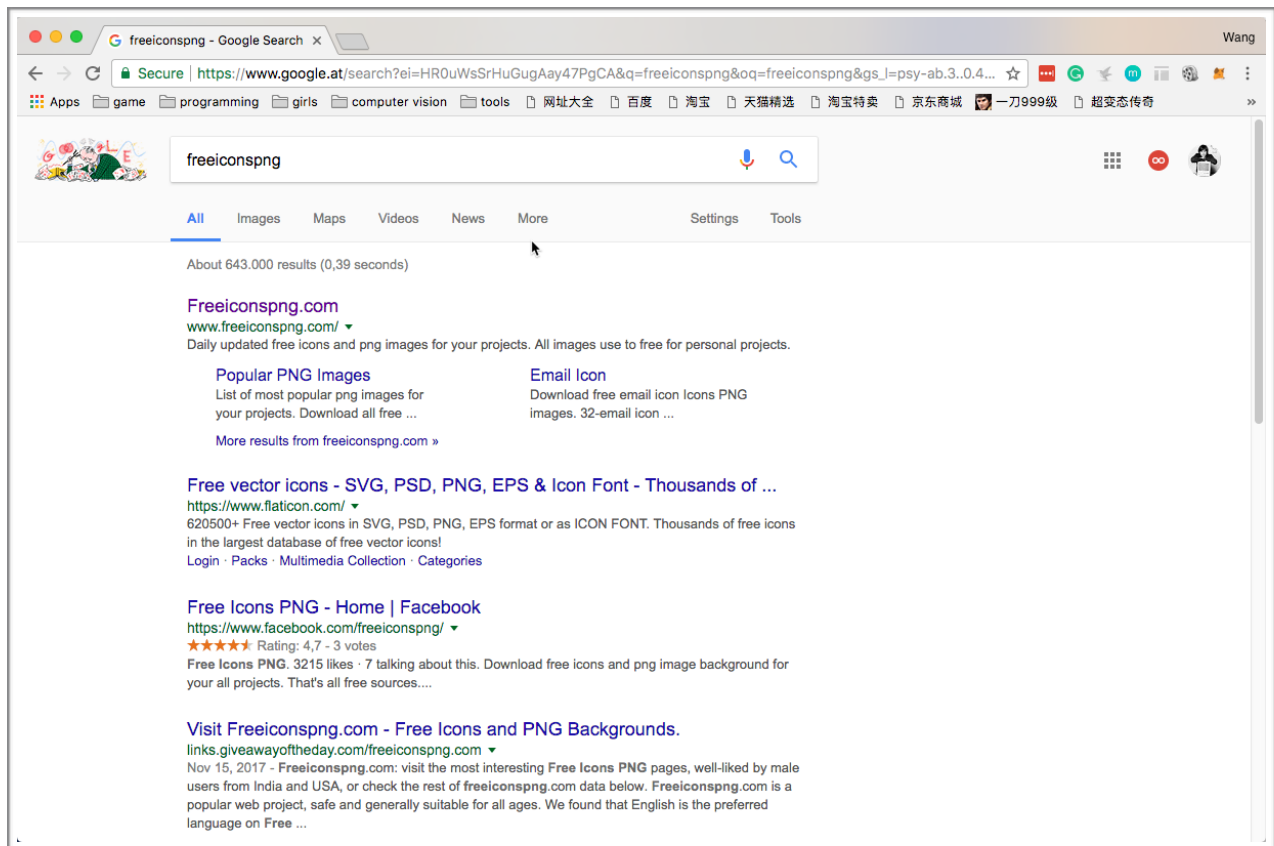 freeiconspng - Google Search
Wang
Secure https://www.google.at/search?ei=HR0uWsSrHuGugAay47PgCA&q=freeiconspng&oq=freeiconspng&gs_l=psy-ab.3..0.4...
Apps game programming girls computer vision tools 网址大全 百度 淘宝 天猫精选 淘宝特卖 京东商城 一刀999级 超变态传奇 »
freeiconspng
All Images Maps Videos News More Settings Tools
About 643.000 results (0,39 seconds)
Freeiconspng.com
www.freeiconspng.com/
Daily updated free icons and png images for your projects. All images use to free for personal projects.
Popular PNG Images
List of most popular png images for
your projects. Download all free ...
Email Icon
Download free email icon Icons PNG
images. 32-email icon ...
More results from freeiconspng.com »
Free vector icons - SVG, PSD, PNG, EPS & Icon Font - Thousands of ...
https://www.flaticon.com/
620500+ Free vector icons in SVG, PSD, PNG, EPS format or as ICON FONT. Thousands of free icons
in the largest database of free vector icons!
Login · Packs · Multimedia Collection · Categories
Free Icons PNG - Home | Facebook
https://www.facebook.com/freeiconspng/
Rating: 4,7 - 3 votes
Free Icons PNG. 3215 likes · 7 talking about this. Download free icons and png image background for
your all projects. That's all free sources....
Visit Freeiconspng.com - Free Icons and PNG Backgrounds.
links.giveawayoftheday.com/freeiconspng.com
Nov 15, 2017 - Freeiconspng.com: visit the most interesting Free Icons PNG pages, well-liked by male
users from India and USA, or check the rest of freeiconspng.com data below. Freeiconspng.com is a
popular web project, safe and generally suitable for all ages. We found that English is the preferred
language on Free ...